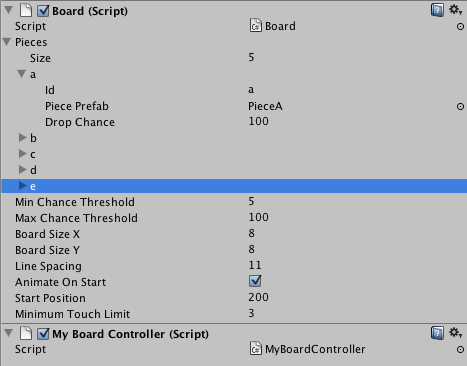 Board (Script)
Script Board
Pieces
Size 5
a
Id a
Piece Prefab PieceA
Drop Chance 100
b
c
d
e
Min Chance Threshold 5
Max Chance Threshold 100
Board Size X 8
Board Size Y 8
Line Spacing 11
Animate On Start
Start Position 200
Minimum Touch Limit 3
My Board Controller (Script)
Script MyBoardController